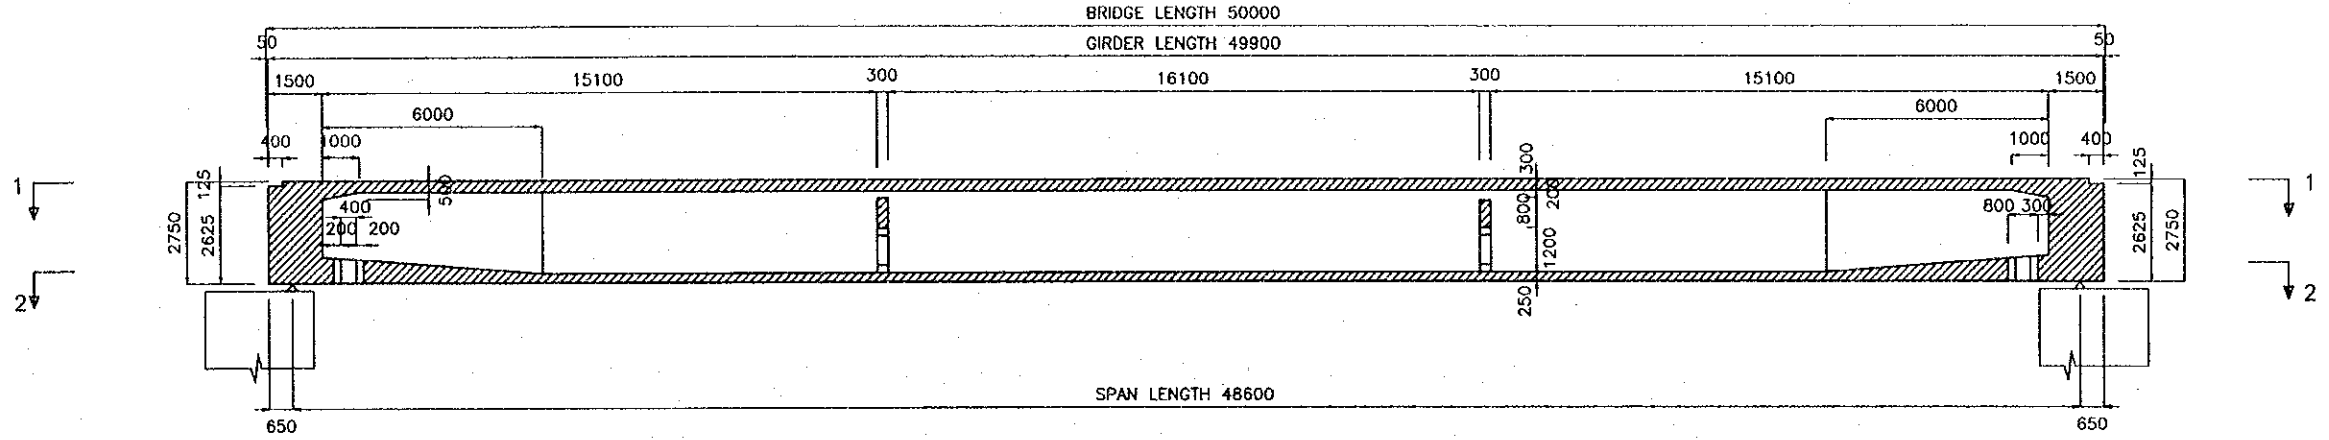 BRIDGE LENGTH 50000
50 GIRDER LENGTH 49900 50
1500 15100 300 16100 300 15100 1500
6000 6000
400 1000 1000 400
1 125 500 300 125 1
2750 2625 400 200 800 300 2625 2750
200 200 800
1200
2 250 2
SPAN LENGTH 48600
650 650